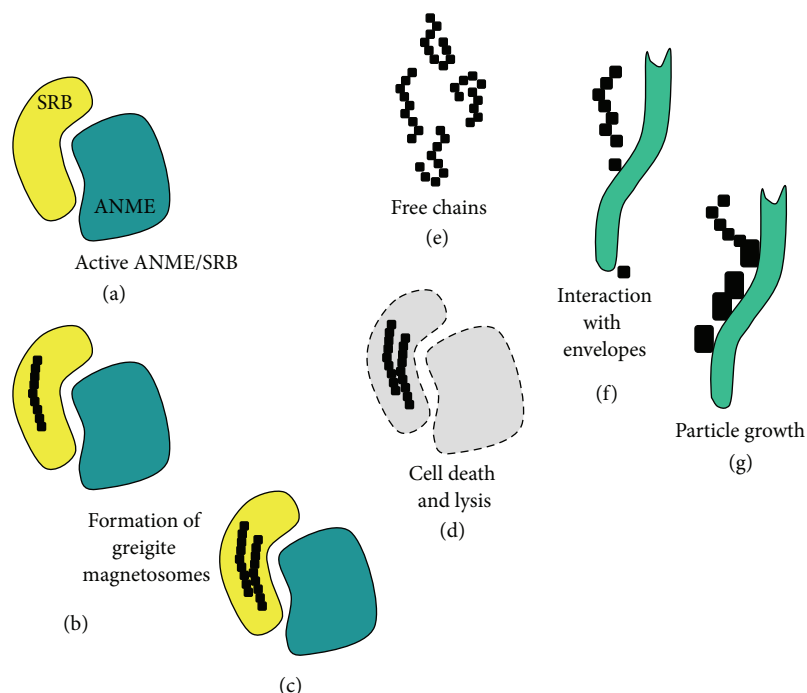 SRB
ANME
Active ANME/SRB
(a)
Formation of
greigite
magnetosomes
(b)
(c)
Cell death
and lysis
(d)
Free chains
(e)
Interaction
with
envelopes
(f)
Particle growth
(g)